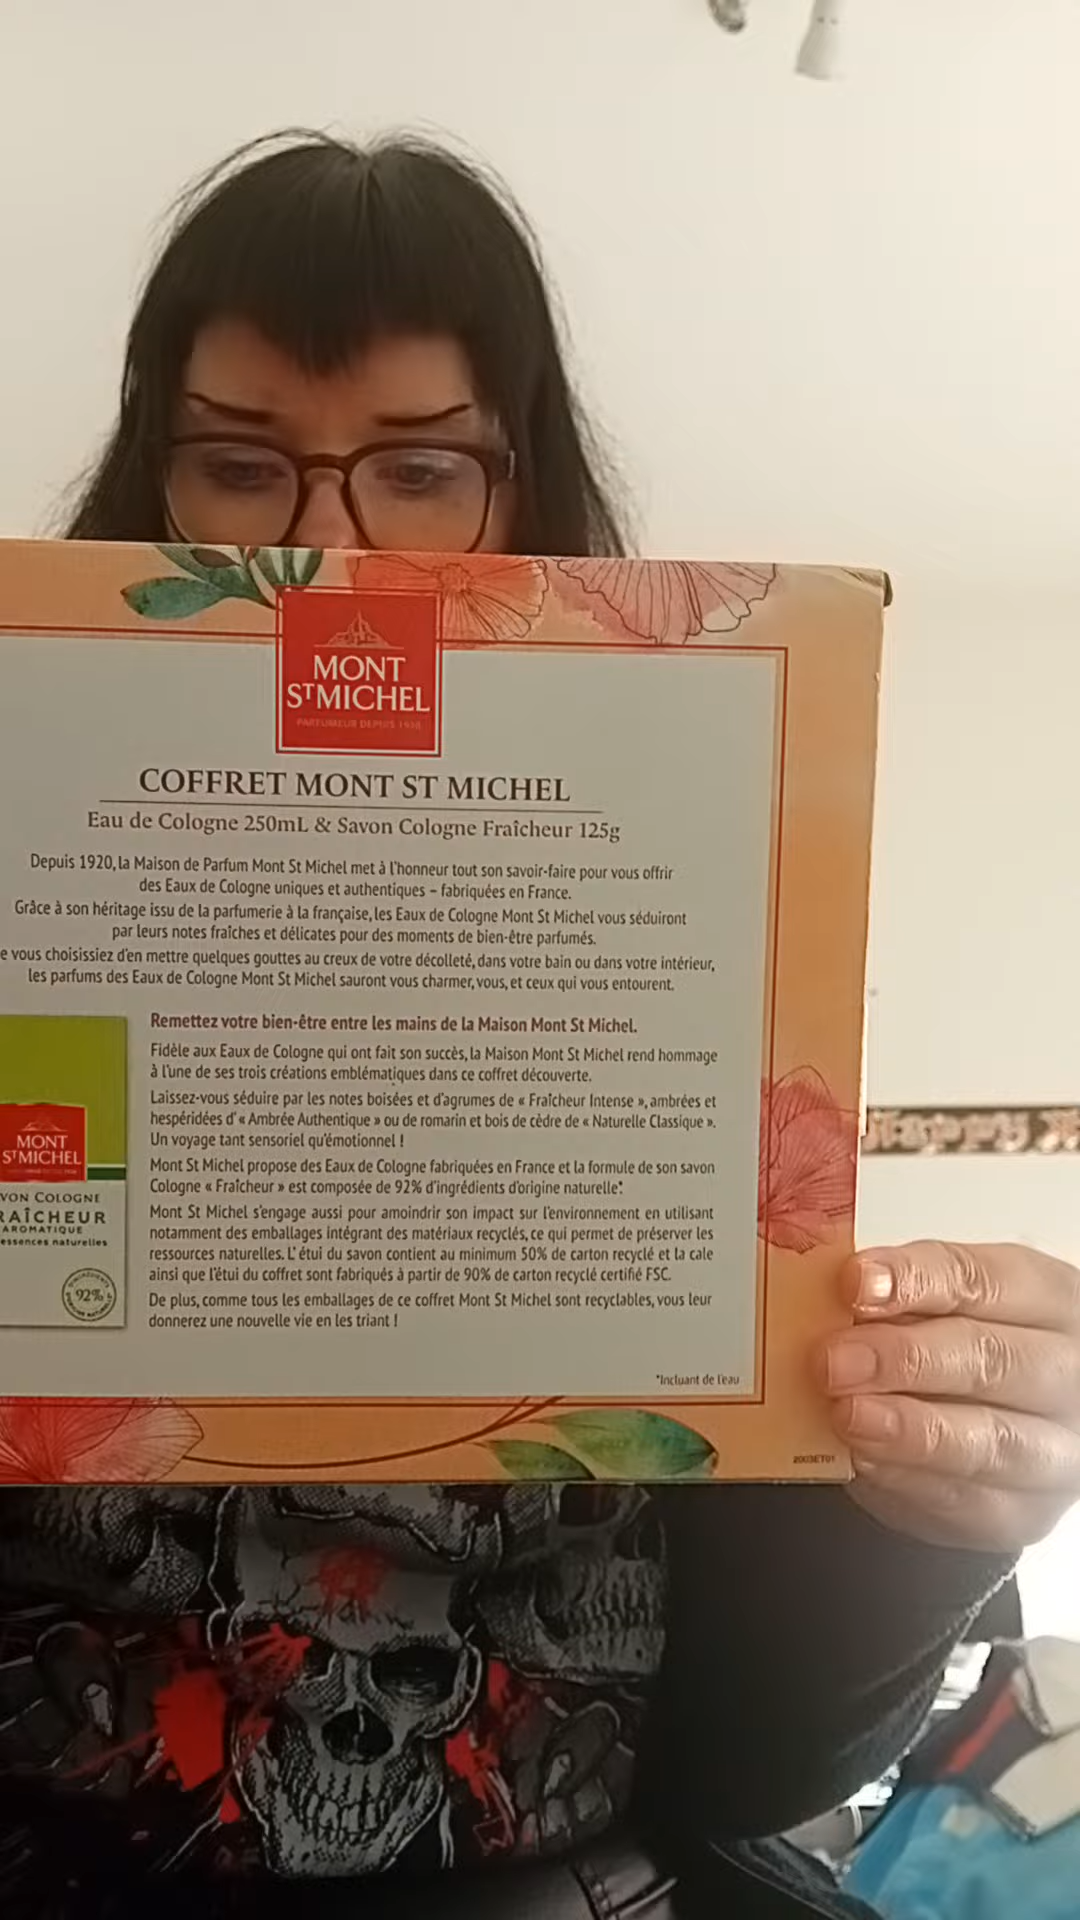 MONT
STMICHEL
PARFUMEUR DEPUIS 1920
COFFRET MONT ST MICHEL
Eau de Cologne 250mL & Savon Cologne Fraîcheur 125g
Depuis 1920, la Maison de Parfum Mont St Michel met à l'honneur tout son savoir-faire pour vous offrir
des Eaux de Cologne uniques et authentiques – fabriquées en France.
Grâce à son héritage issu de la parfumerie à la française, les Eaux de Cologne Mont St Michel vous séduiront
par leurs notes fraîches et délicates pour des moments de bien-être parfumés.
e vous choisissiez d'en mettre quelques gouttes au creux de votre décolleté, dans votre bain ou dans votre intérieur,
les parfums des Eaux de Cologne Mont St Michel sauront vous charmer, vous, et ceux qui vous entourent.
Remettez votre bien-être entre les mains de la Maison Mont St Michel.
Fidèle aux Eaux de Cologne qui ont fait son succès, la Maison Mont St Michel rend hommage
à l'une de ses trois créations emblématiques dans ce coffret découverte.
Laissez-vous séduire par les notes boisées et d'agrumes de « Fraîcheur Intense », ambrées et
hespéridées d' « Ambrée Authentique » ou de romarin et bois de cèdre de « Naturelle Classique ».
Un voyage tant sensoriel qu'émotionnel !
Mont St Michel propose des Eaux de Cologne fabriquées en France et la formule de son savon
Cologne « Fraîcheur » est composée de 92% d'ingrédients d'origine naturelle*.
Mont St Michel s'engage aussi pour amoindrir son impact sur l'environnement en utilisant
notamment des emballages intégrant des matériaux recyclés, ce qui permet de préserver les
ressources naturelles. L' étui du savon contient au minimum 50% de carton recyclé et la cale
ainsi que l'étui du coffret sont fabriqués à partir de 90% de carton recyclé certifié FSC.
De plus, comme tous les emballages de ce coffret Mont St Michel sont recyclables, vous leur
donnerez une nouvelle vie en les triant !
*Incluant de l'eau
2003ET01
MONT
STMICHEL
VON COLOGNE
RAÎCHEUR
AROMATIQUE
essences naturelles
92%